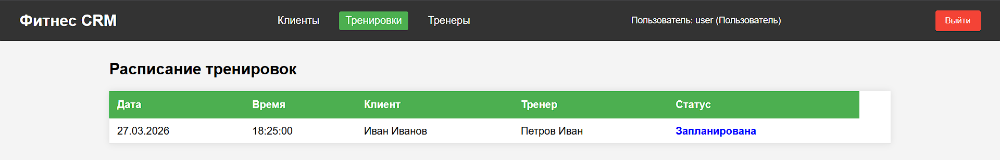 Фитнес CRM Клиенты Тренировки Тренеры Пользователь: user (Пользователь) Выйти
Расписание тренировок
Дата Время Клиент Тренер Статус
27.03.2026 18:25:00 Иван Иванов Петров Иван Запланирована